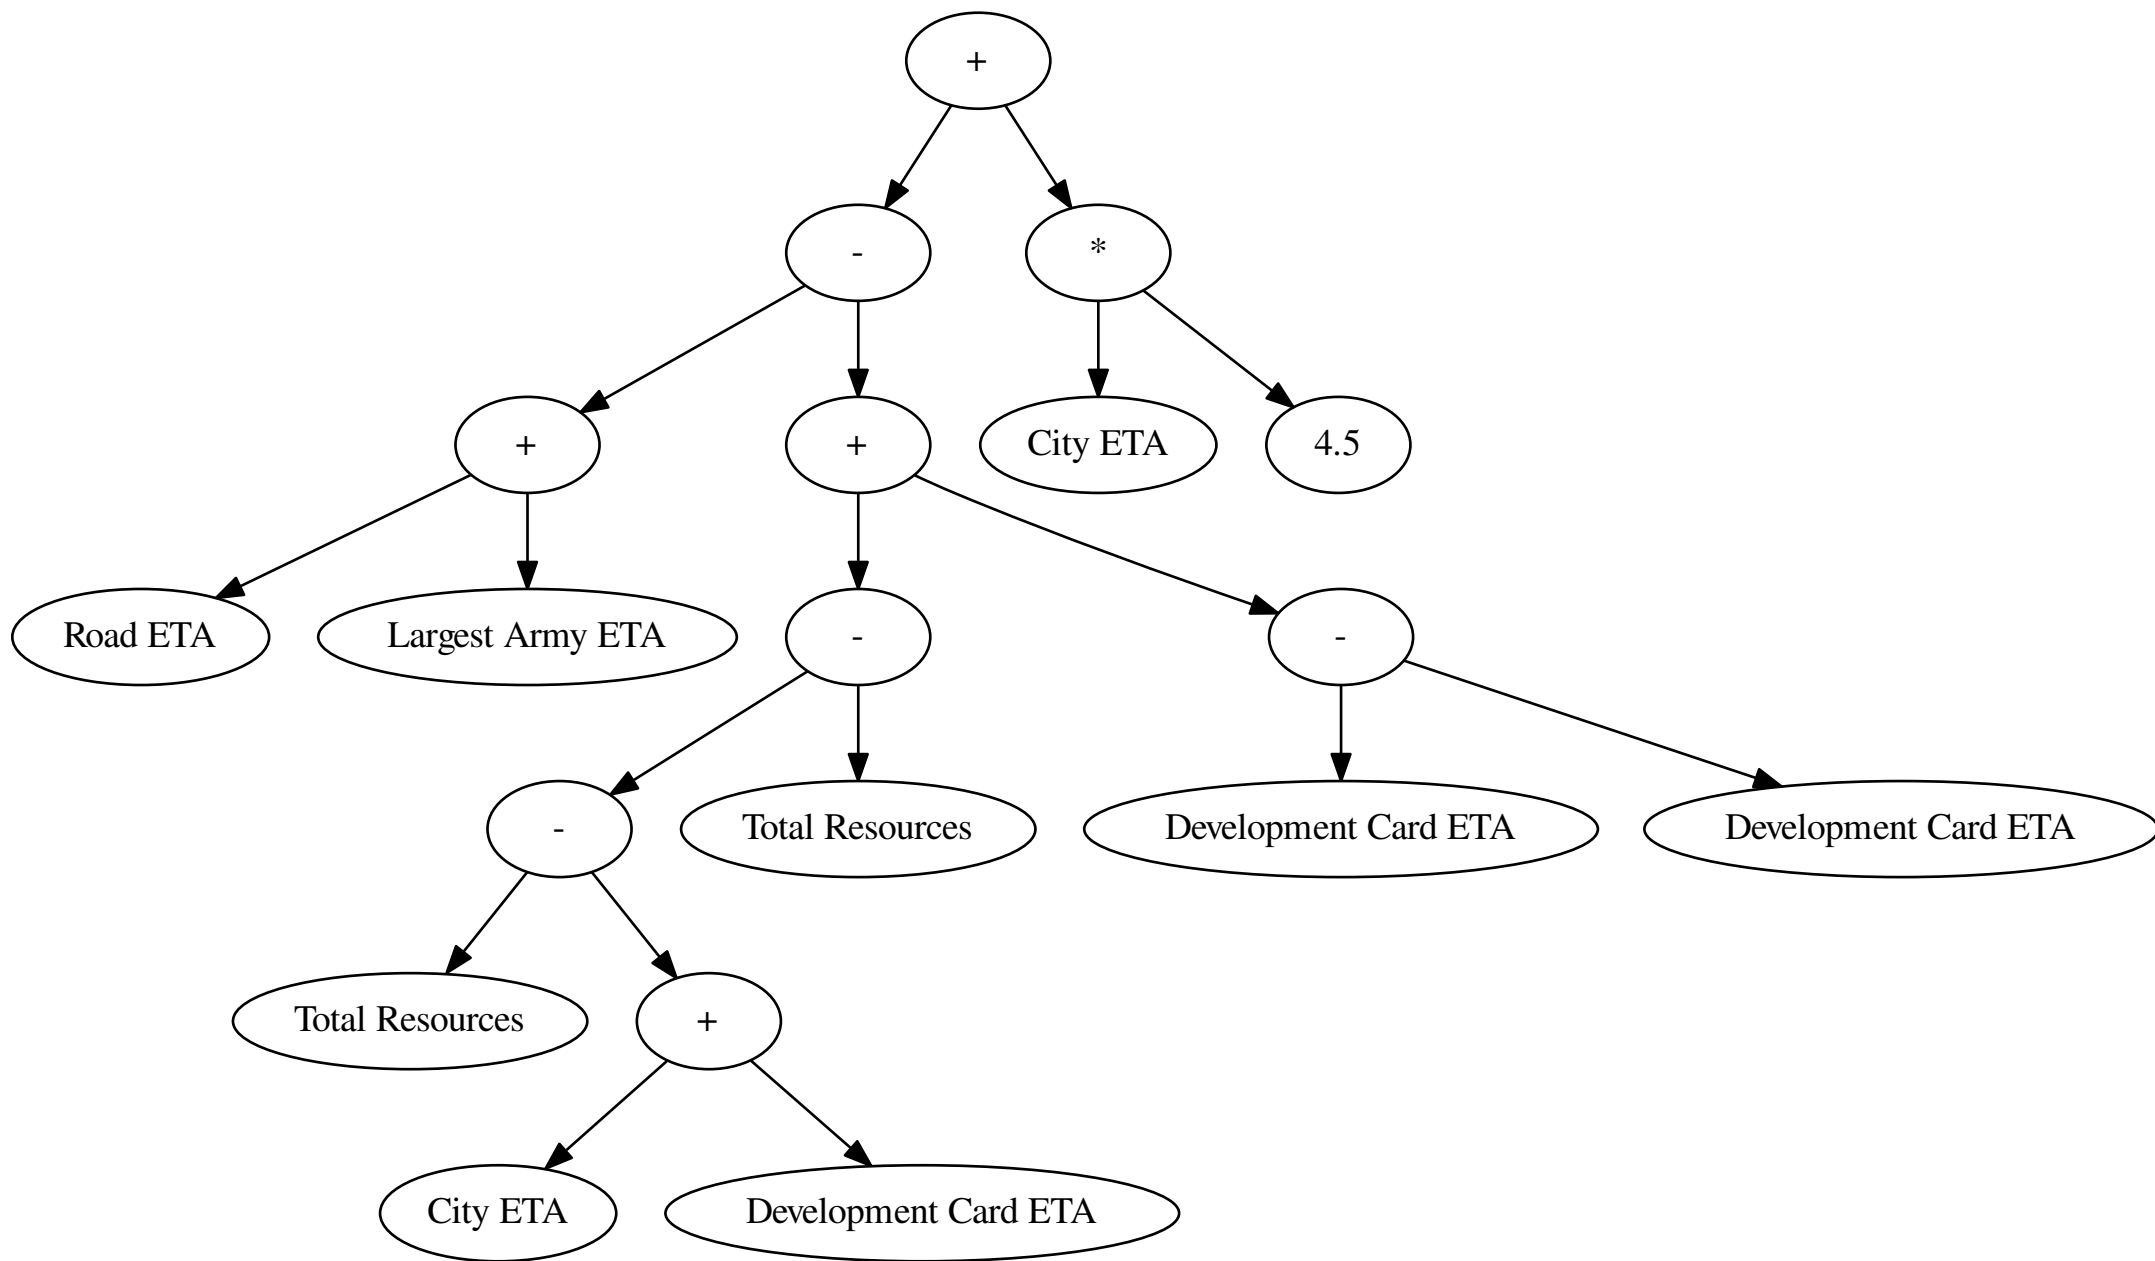 +
-
*
+
+
City ETA
4.5
Road ETA
Largest Army ETA
-
-
-
Total Resources
Development Card ETA
Development Card ETA
Total Resources
+
City ETA
Development Card ETA